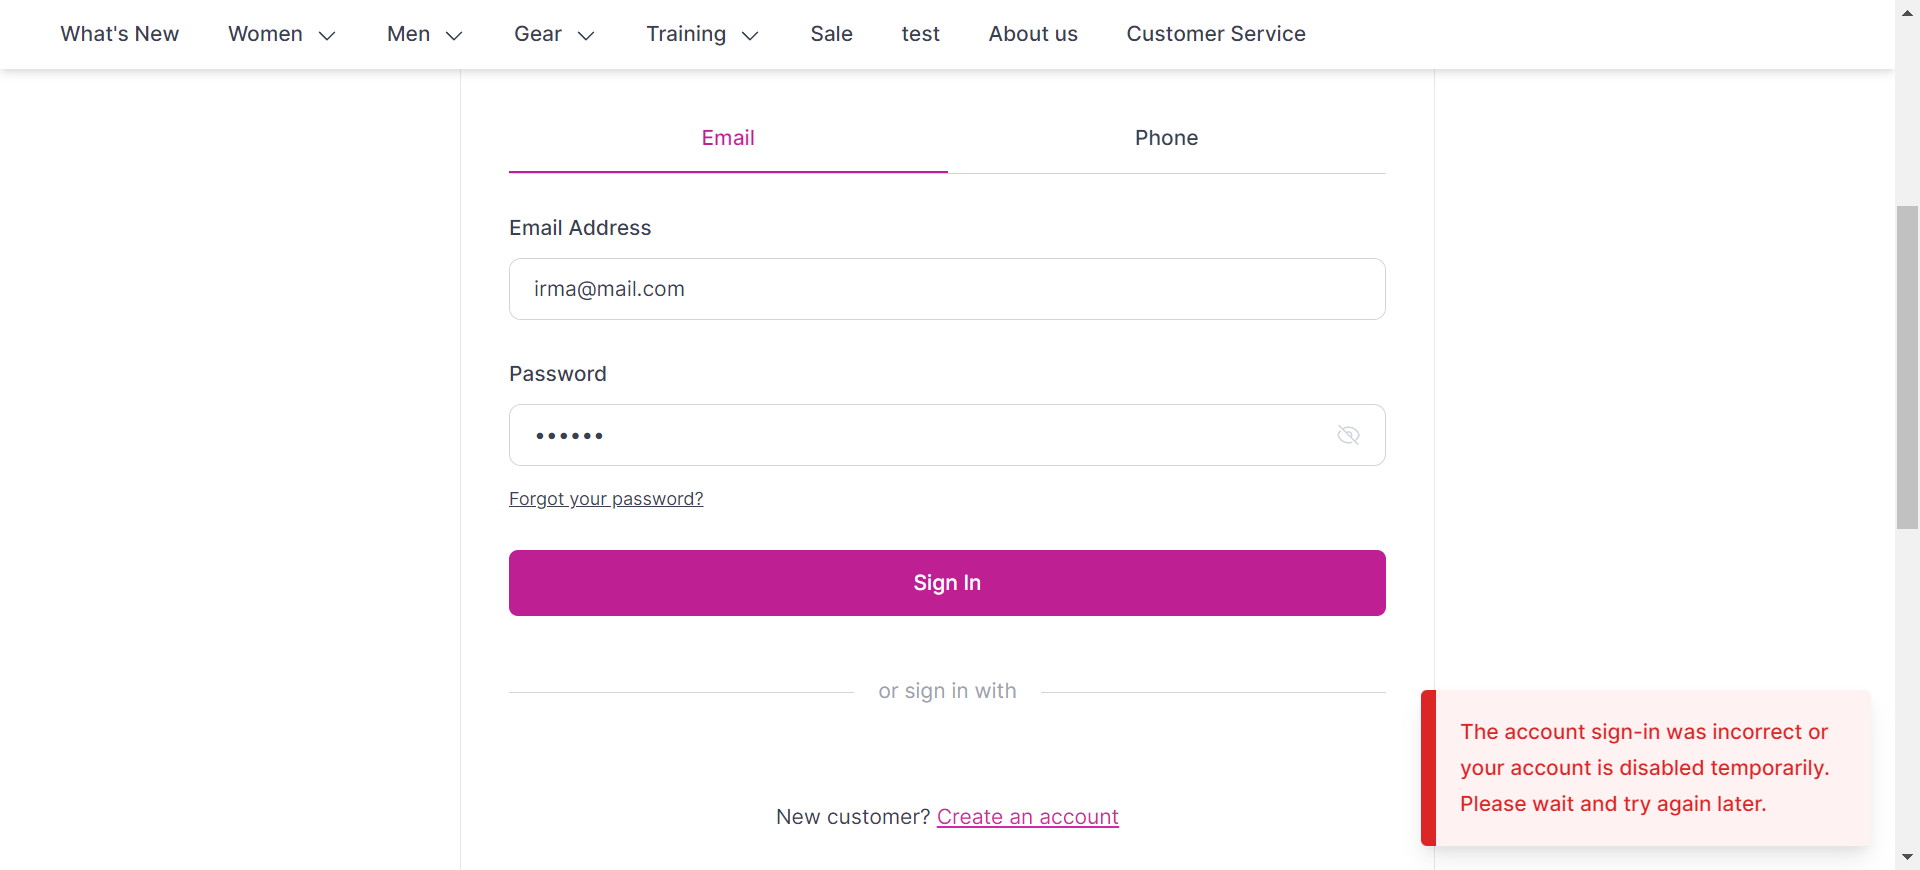 What's New Women Men Gear Training Sale test About us Customer Service
Email Phone
Email Address
irma@mail.com
Password
••••••
Forgot your password?
Sign In
or sign in with
New customer? Create an account
The account sign-in was incorrect or
your account is disabled temporarily.
Please wait and try again later.